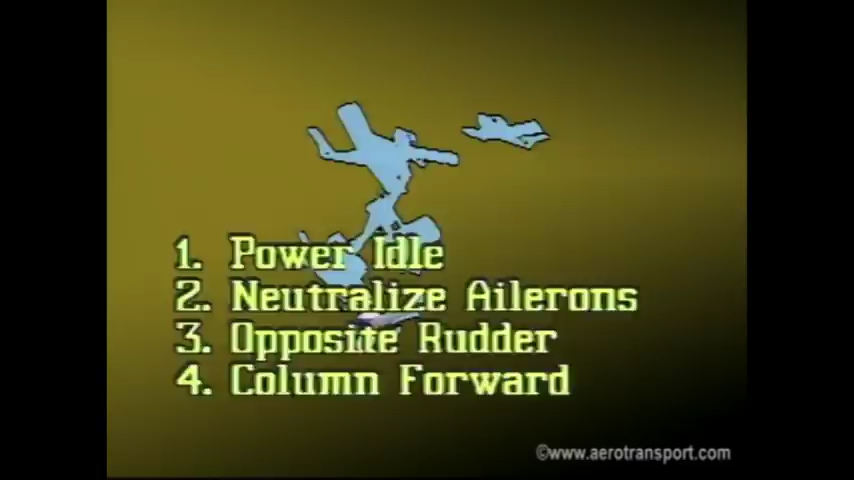 1. Power Idle
2. Neutralize Ailerons
3. Opposite Rudder
4. Column Forward
©www.aerotransport.com